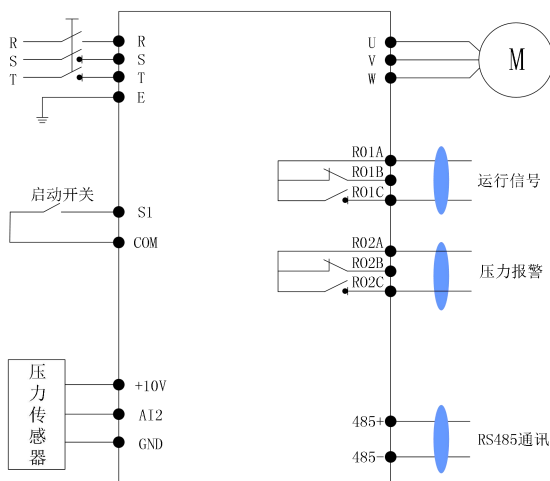 R
S
T
R
S
T
E
U
V
W
M
R01A
R01B
R01C
运行信号
启动开关
S1
COM
R02A
R02B
R02C
压力报警
压力传感器
+10V
AI2
GND
485+
485-
RS485通讯